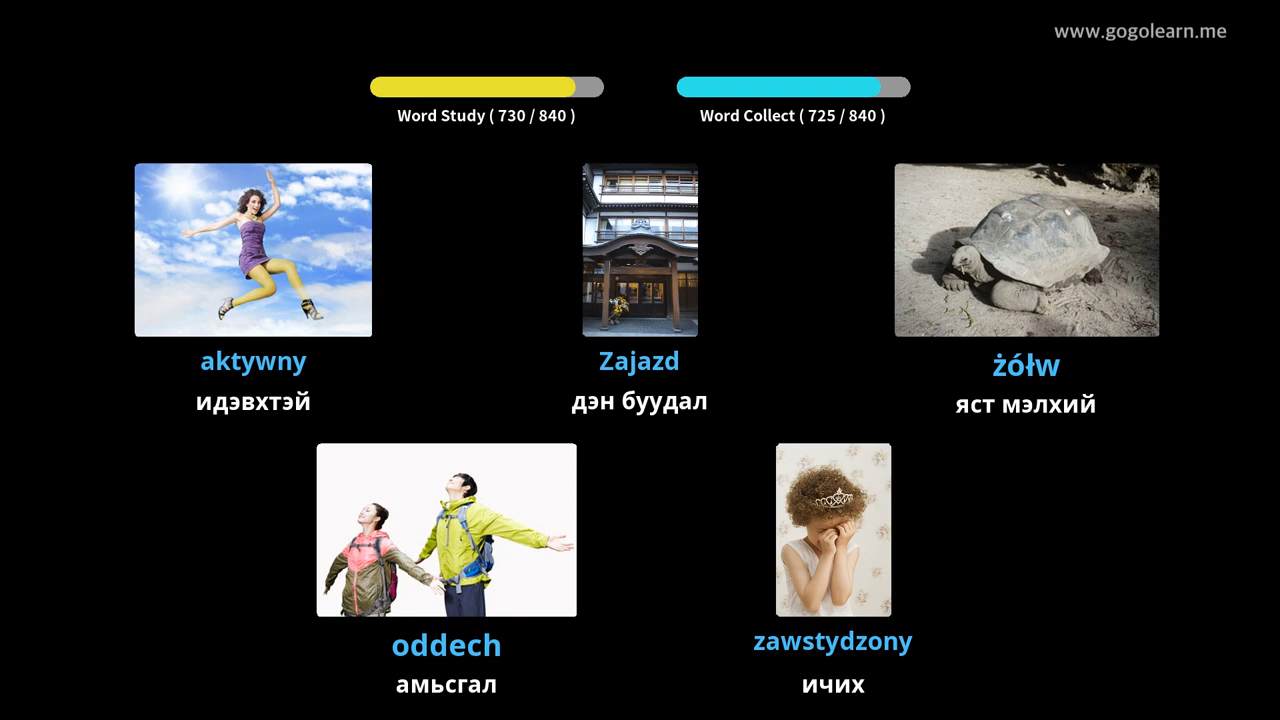 www.gogolearn.me
Word Study ( 730 / 840 )
Word Collect ( 725 / 840 )
aktywny
Zajazd
żółw
идэвхтэй
дэн буудал
яст мэлхий
oddech
zawstydzony
амьсгал
ичих